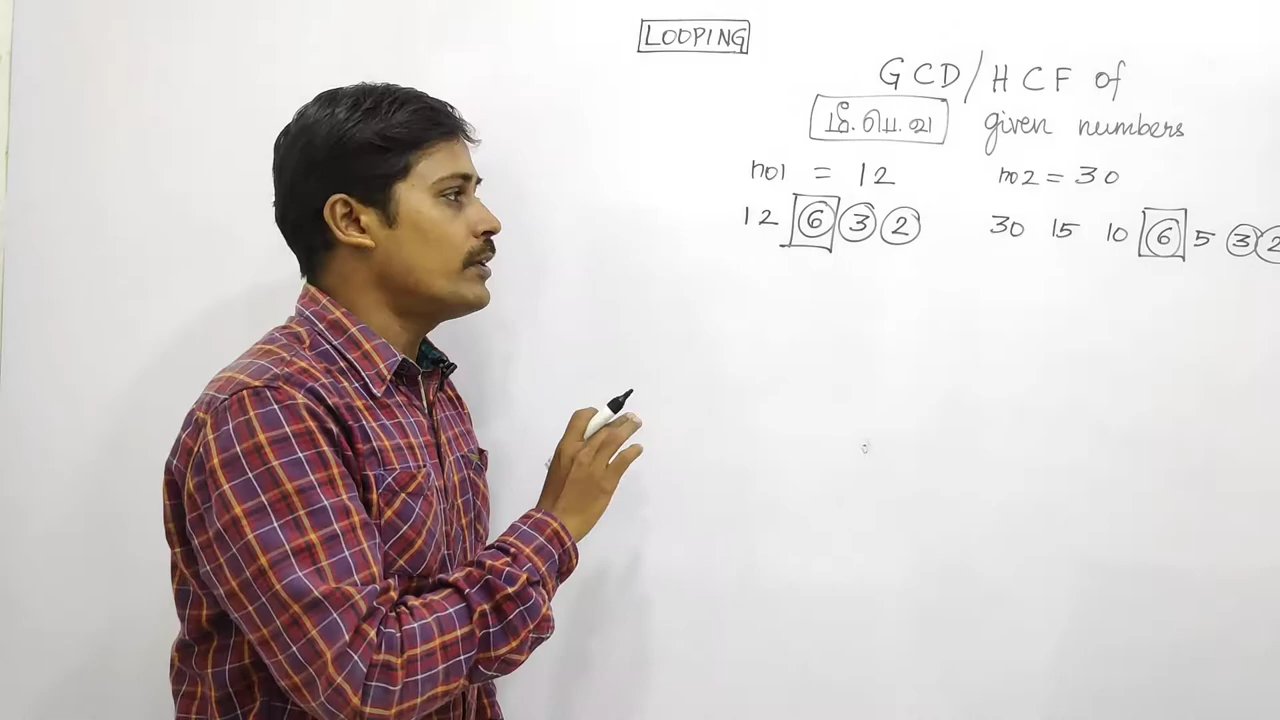 LOOPING
GCD/HCF of
மீ.பொ.வ given numbers
no1 = 12 no2 = 30
12 6 3 2 30 15 10 6 5 3 2